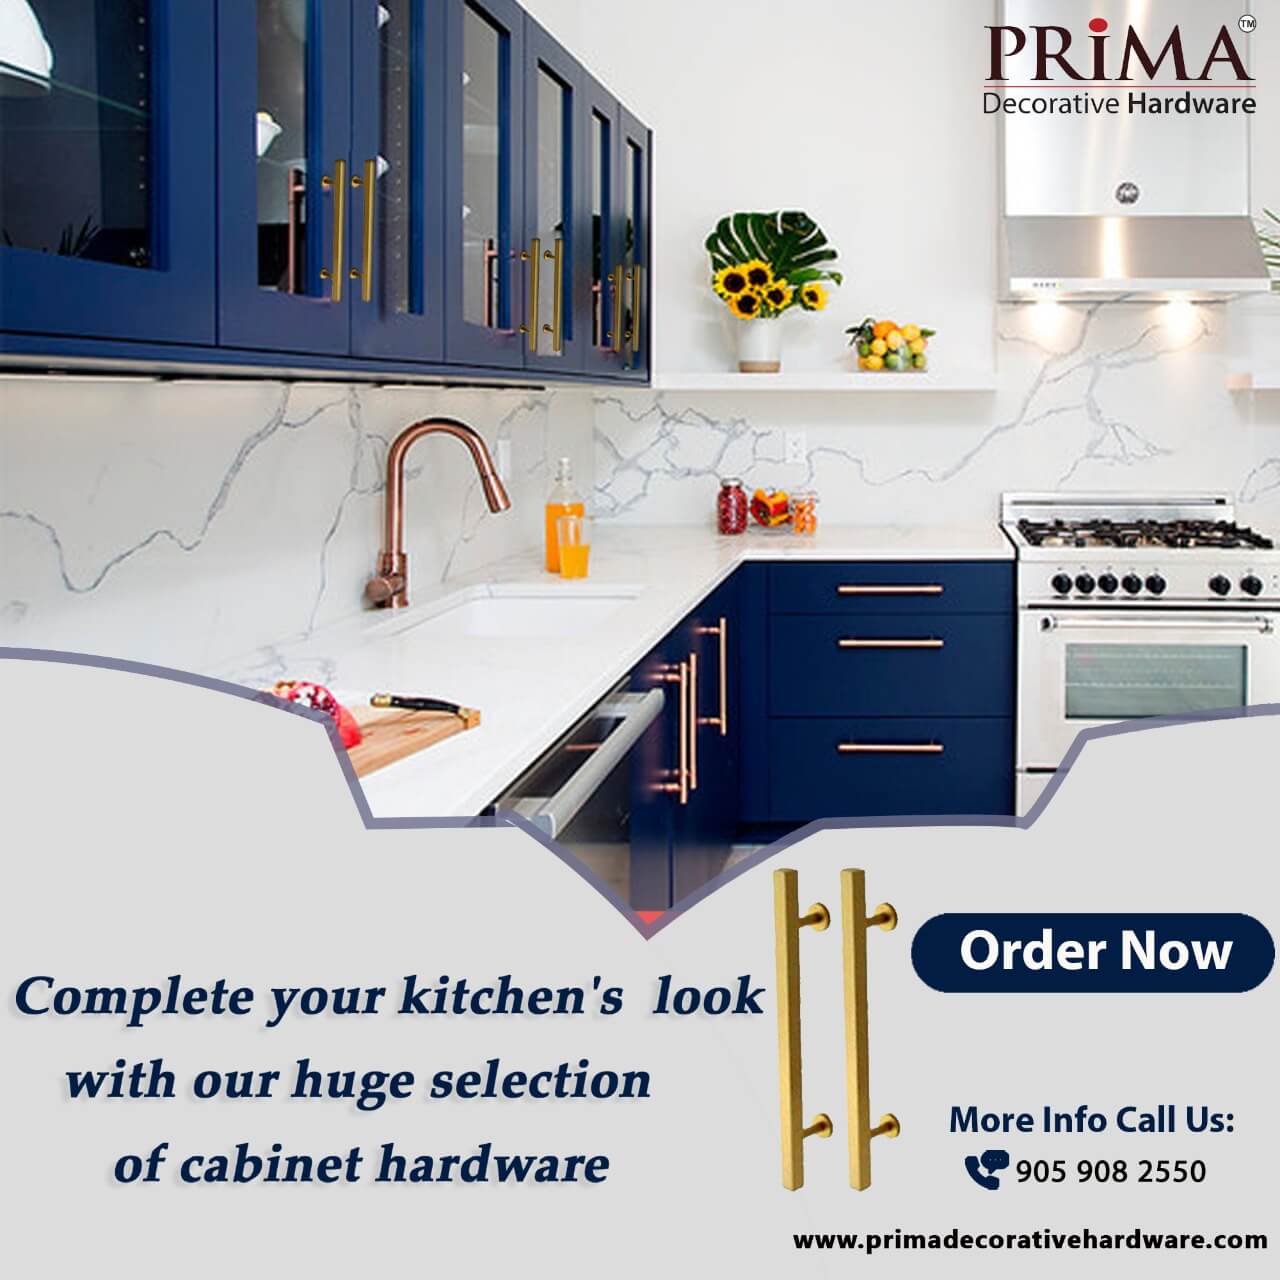 PRiMA™
Decorative Hardware
Complete your kitchen's look
with our huge selection
of cabinet hardware
Order Now
More Info Call Us:
905 908 2550
www.primadecorativehardware.com